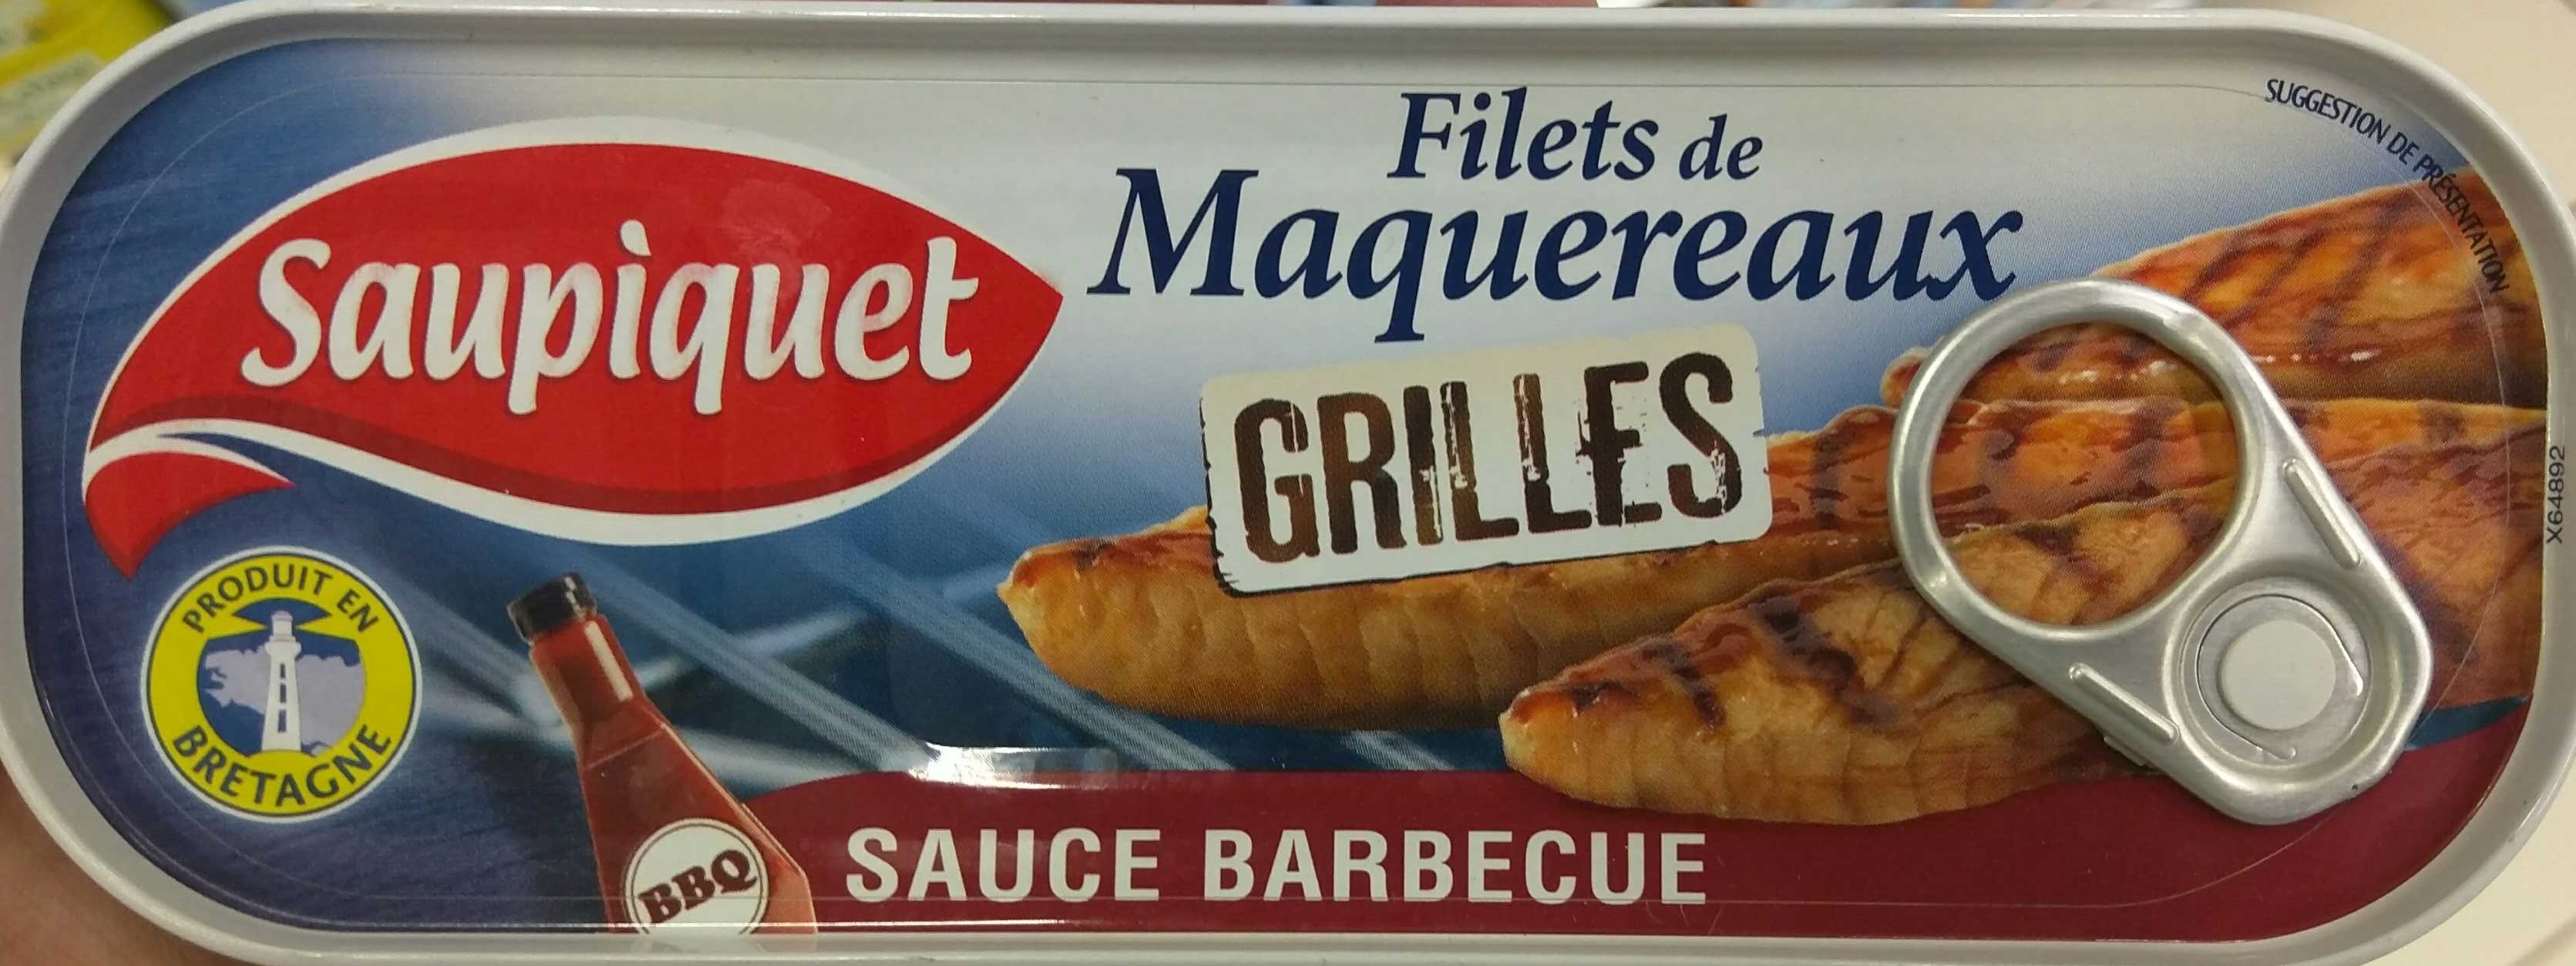 Saupiquet
Filets de
Maquereaux
GRILLES
SUGGESTION DE PRÉSENTATION
X64892
PRODUIT EN
BRETAGNE
BBQ
SAUCE BARBECUE